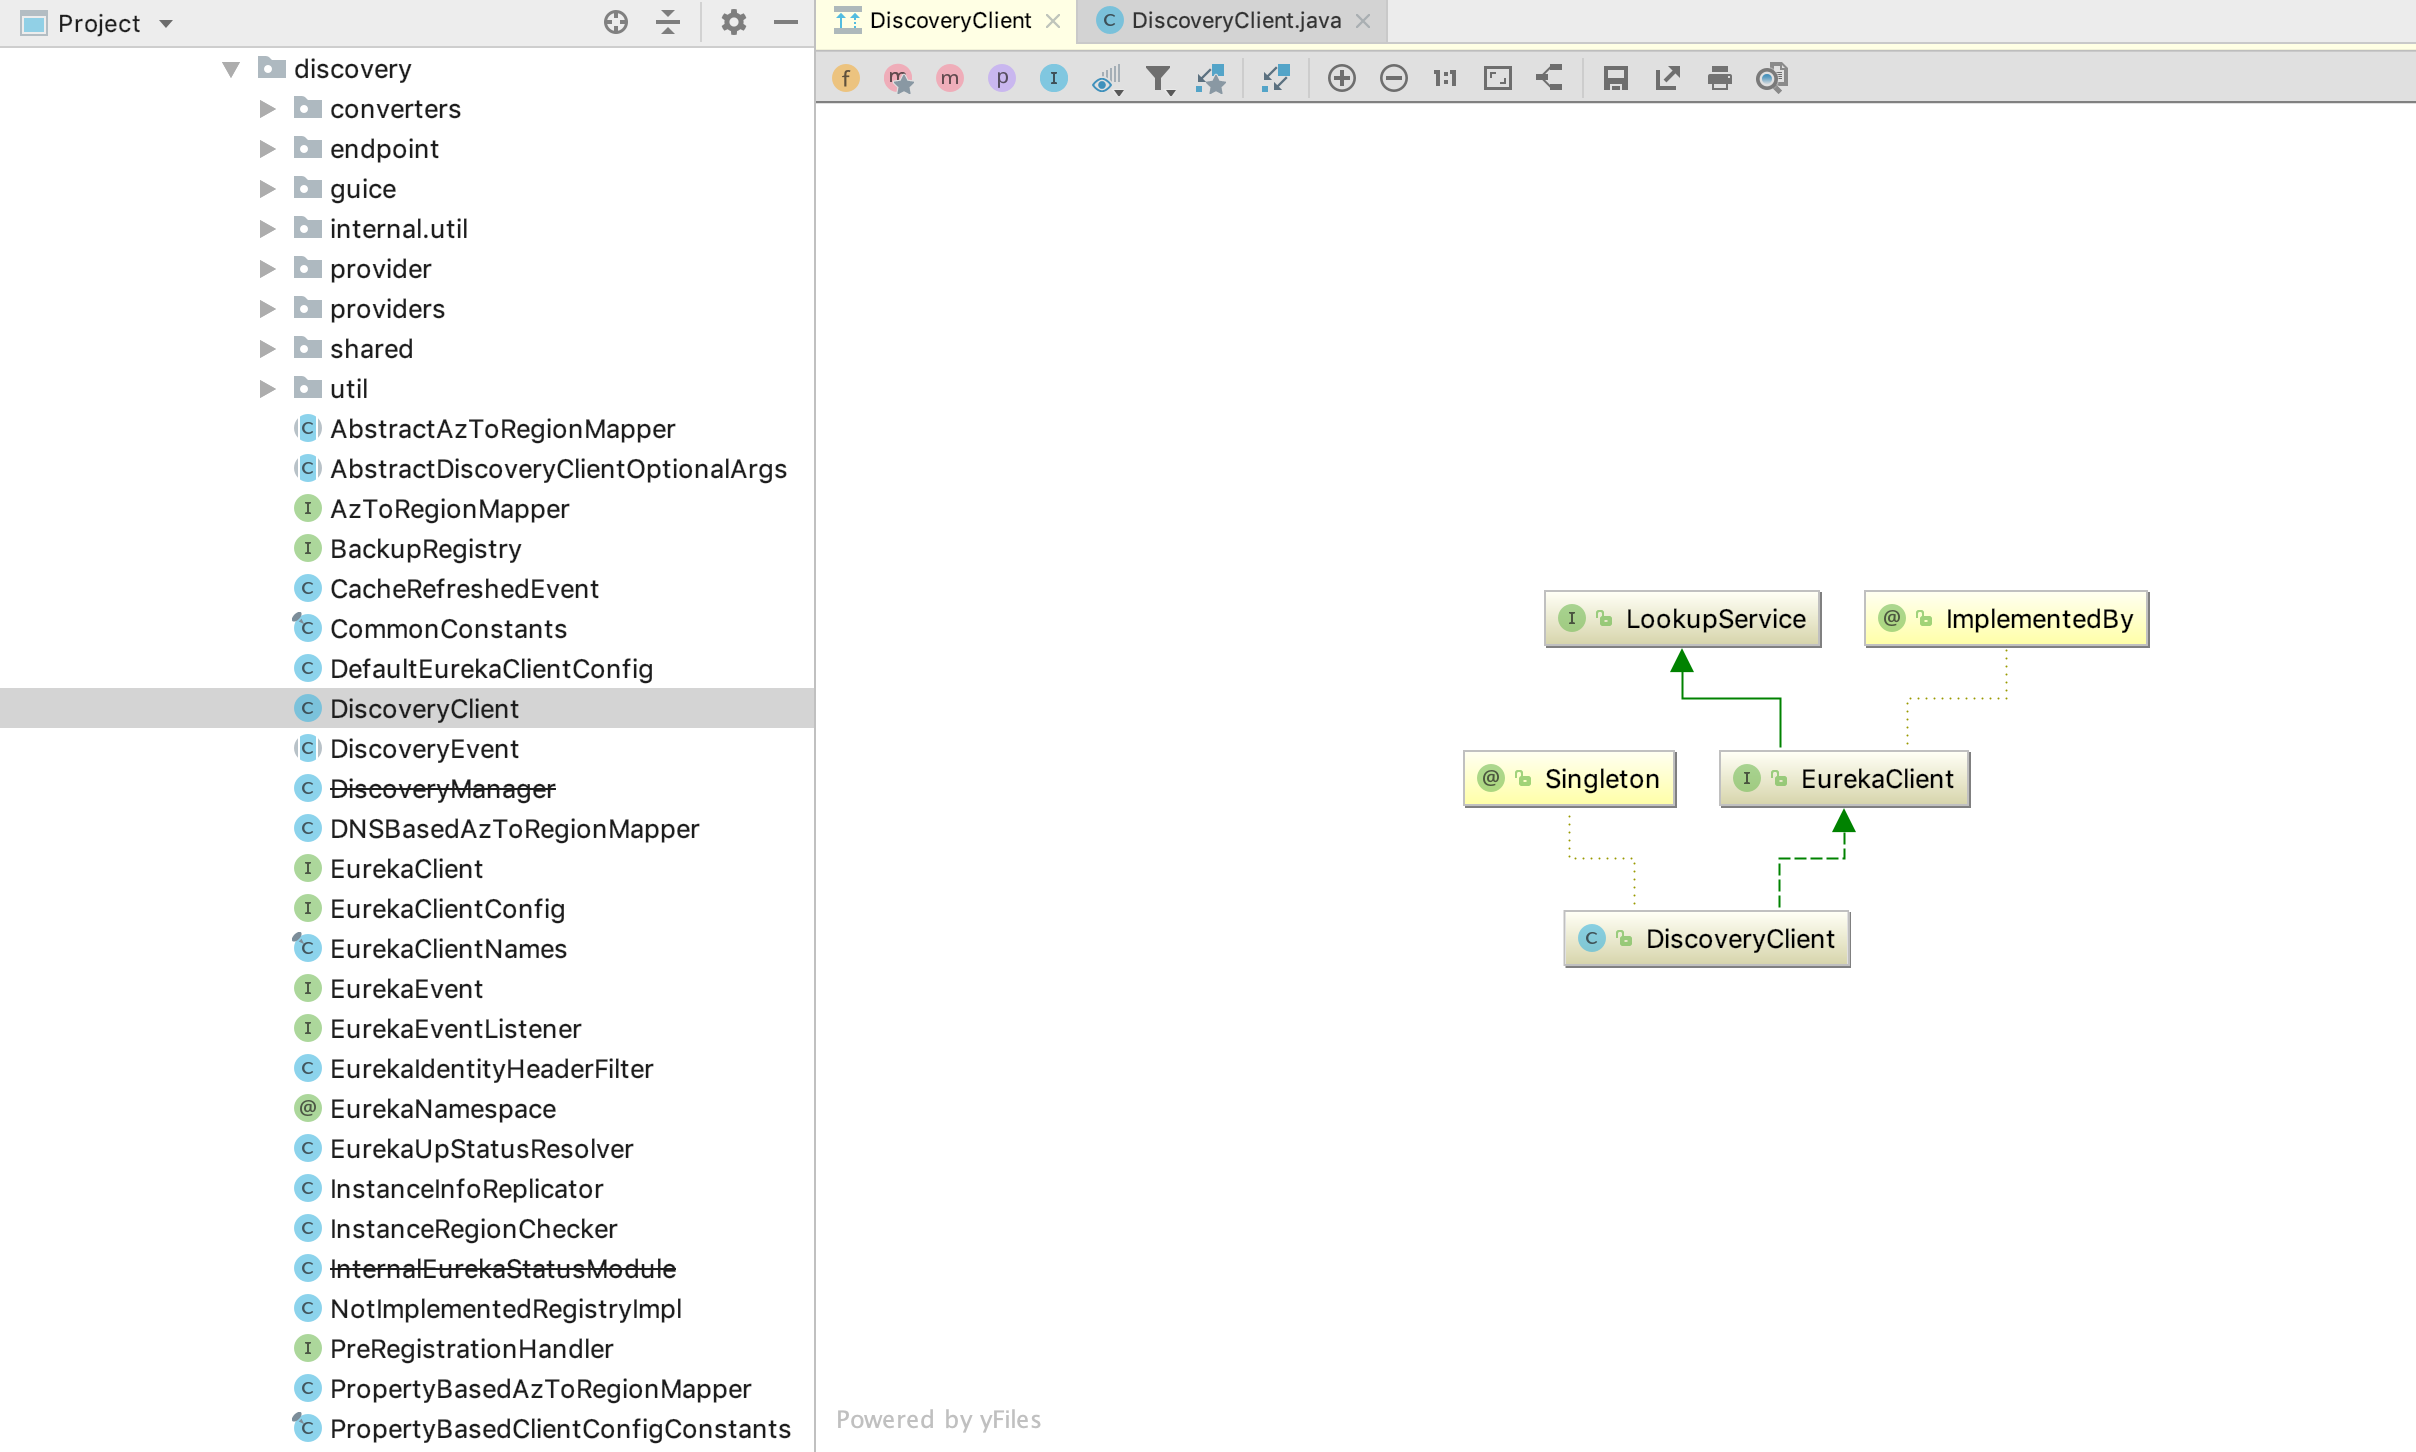 Project
discovery
converters
endpoint
guice
internal.util
provider
providers
shared
util
AbstractAzToRegionMapper
AbstractDiscoveryClientOptionalArgs
AzToRegionMapper
BackupRegistry
CacheRefreshedEvent
CommonConstants
DefaultEurekaClientConfig
DiscoveryClient
DiscoveryEvent
DiscoveryManager
DNSBasedAzToRegionMapper
EurekaClient
EurekaClientConfig
EurekaClientNames
EurekaEvent
EurekaEventListener
EurekaIdentityHeaderFilter
EurekaNamespace
EurekaUpStatusResolver
InstanceInfoReplicator
InstanceRegionChecker
InternalEurekaStatusModule
NotImplementedRegistryImpl
PreRegistrationHandler
PropertyBasedAzToRegionMapper
PropertyBasedClientConfigConstants
DiscoveryClient
DiscoveryClient.java
1:1
LookupService
ImplementedBy
Singleton
EurekaClient
DiscoveryClient
Powered by yFiles